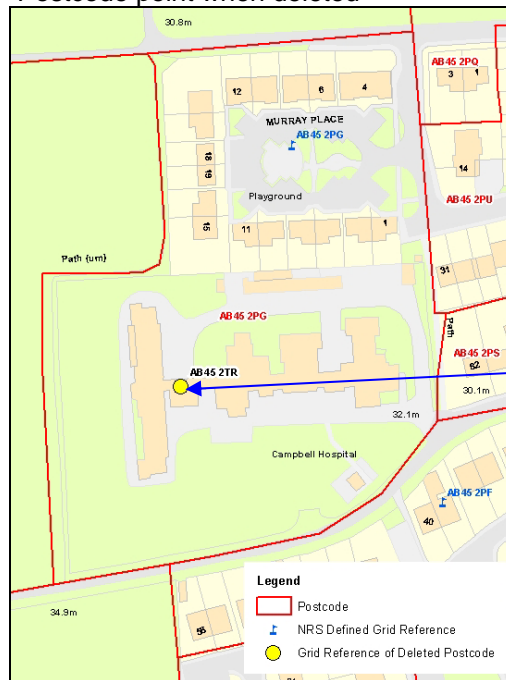 Postcode point when deleted
30.8m
AB45 2PQ
3
1
12
6
4
MURRAY PLACE
AB45 2PG
18
19
14
Playground
AB45 2PU
15
11
1
Path (um)
31
AB45 2PG
Path
AB45 2PS
AB45 2TR
62
30.1m
32.1m
Campbell Hospital
AB45 2PF
40
Legend
Postcode
34.9m
NRS Defined Grid Reference
56
Grid Reference of Deleted Postcode